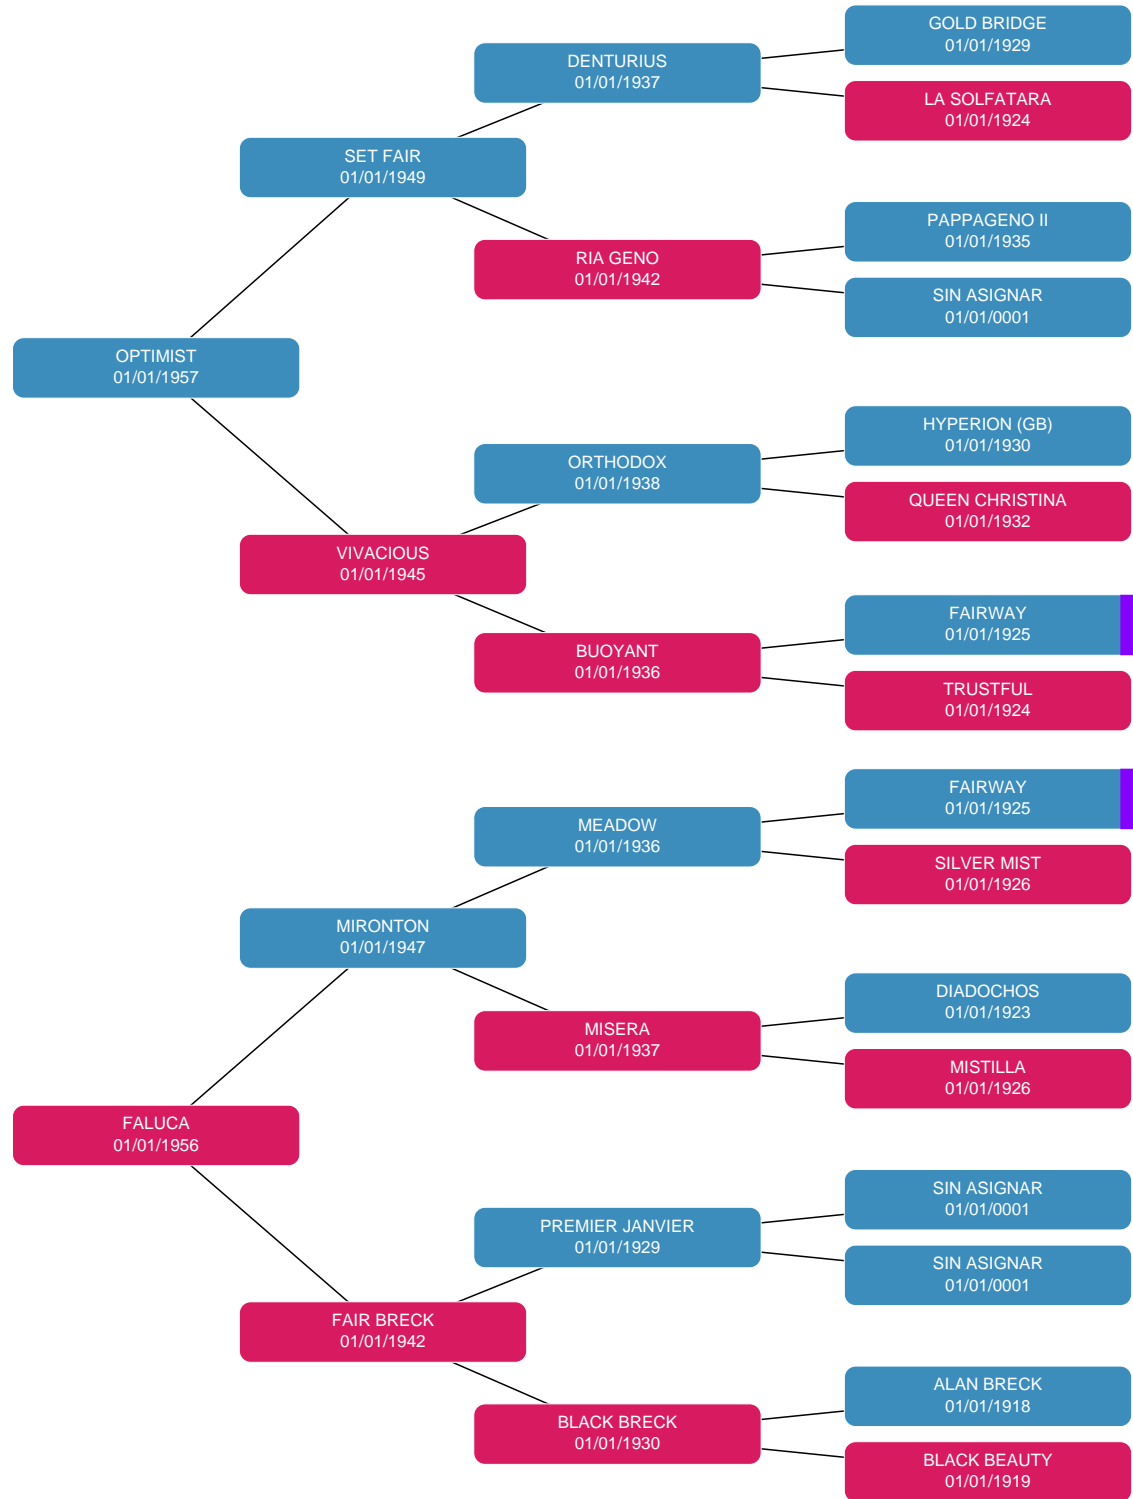 GOLD BRIDGE
01/01/1929
DENTURIUS
01/01/1937
LA SOLFATARA
01/01/1924
SET FAIR
01/01/1949
PAPPAGENO II
01/01/1935
RIA GENO
01/01/1942
SIN ASIGNAR
01/01/0001
OPTIMIST
01/01/1957
HYPERION (GB)
01/01/1930
ORTHODOX
01/01/1938
QUEEN CHRISTINA
01/01/1932
VIVACIOUS
01/01/1945
FAIRWAY
01/01/1925
BUOYANT
01/01/1936
TRUSTFUL
01/01/1924
FAIRWAY
01/01/1925
MEADOW
01/01/1936
SILVER MIST
01/01/1926
MIRONTON
01/01/1947
DIADOCHOS
01/01/1923
MISERA
01/01/1937
MISTILLA
01/01/1926
FALUCA
01/01/1956
SIN ASIGNAR
01/01/0001
PREMIER JANVIER
01/01/1929
SIN ASIGNAR
01/01/0001
FAIR BRECK
01/01/1942
ALAN BRECK
01/01/1918
BLACK BRECK
01/01/1930
BLACK BEAUTY
01/01/1919